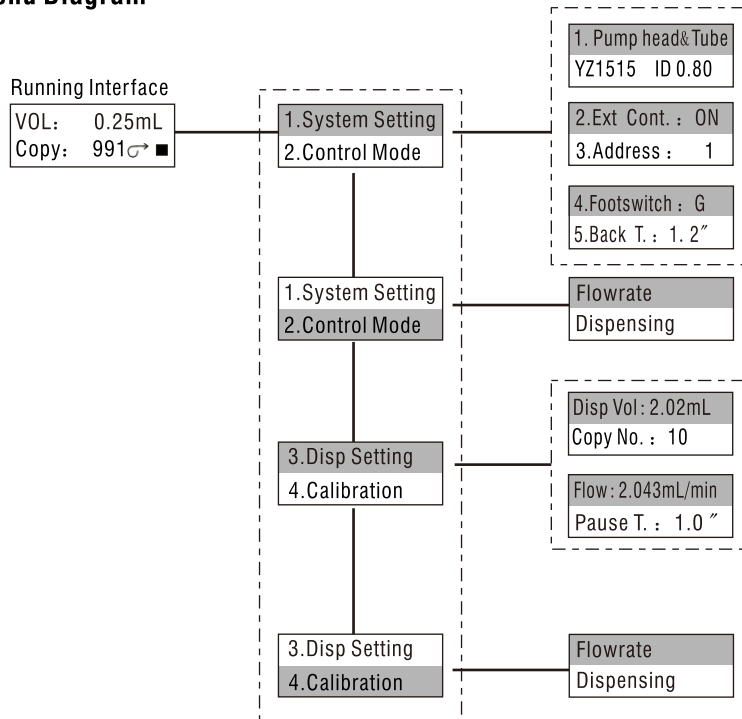 Running Interface
VOL: 0.25mL
Copy: 991
1.System Setting
2.Control Mode
1. Pump head&Tube
YZ1515 ID 0.80
2.Ext Cont. : ON
3.Address : 1
4.Footswitch : G
5.Back T. : 1. 2″
1.System Setting
2.Control Mode
Flowrate
Dispensing
3.Disp Setting
4.Calibration
Disp Vol : 2.02mL
Copy No. : 10
Flow : 2.043mL/min
Pause T. : 1.0 ″
3.Disp Setting
4.Calibration
Flowrate
Dispensing